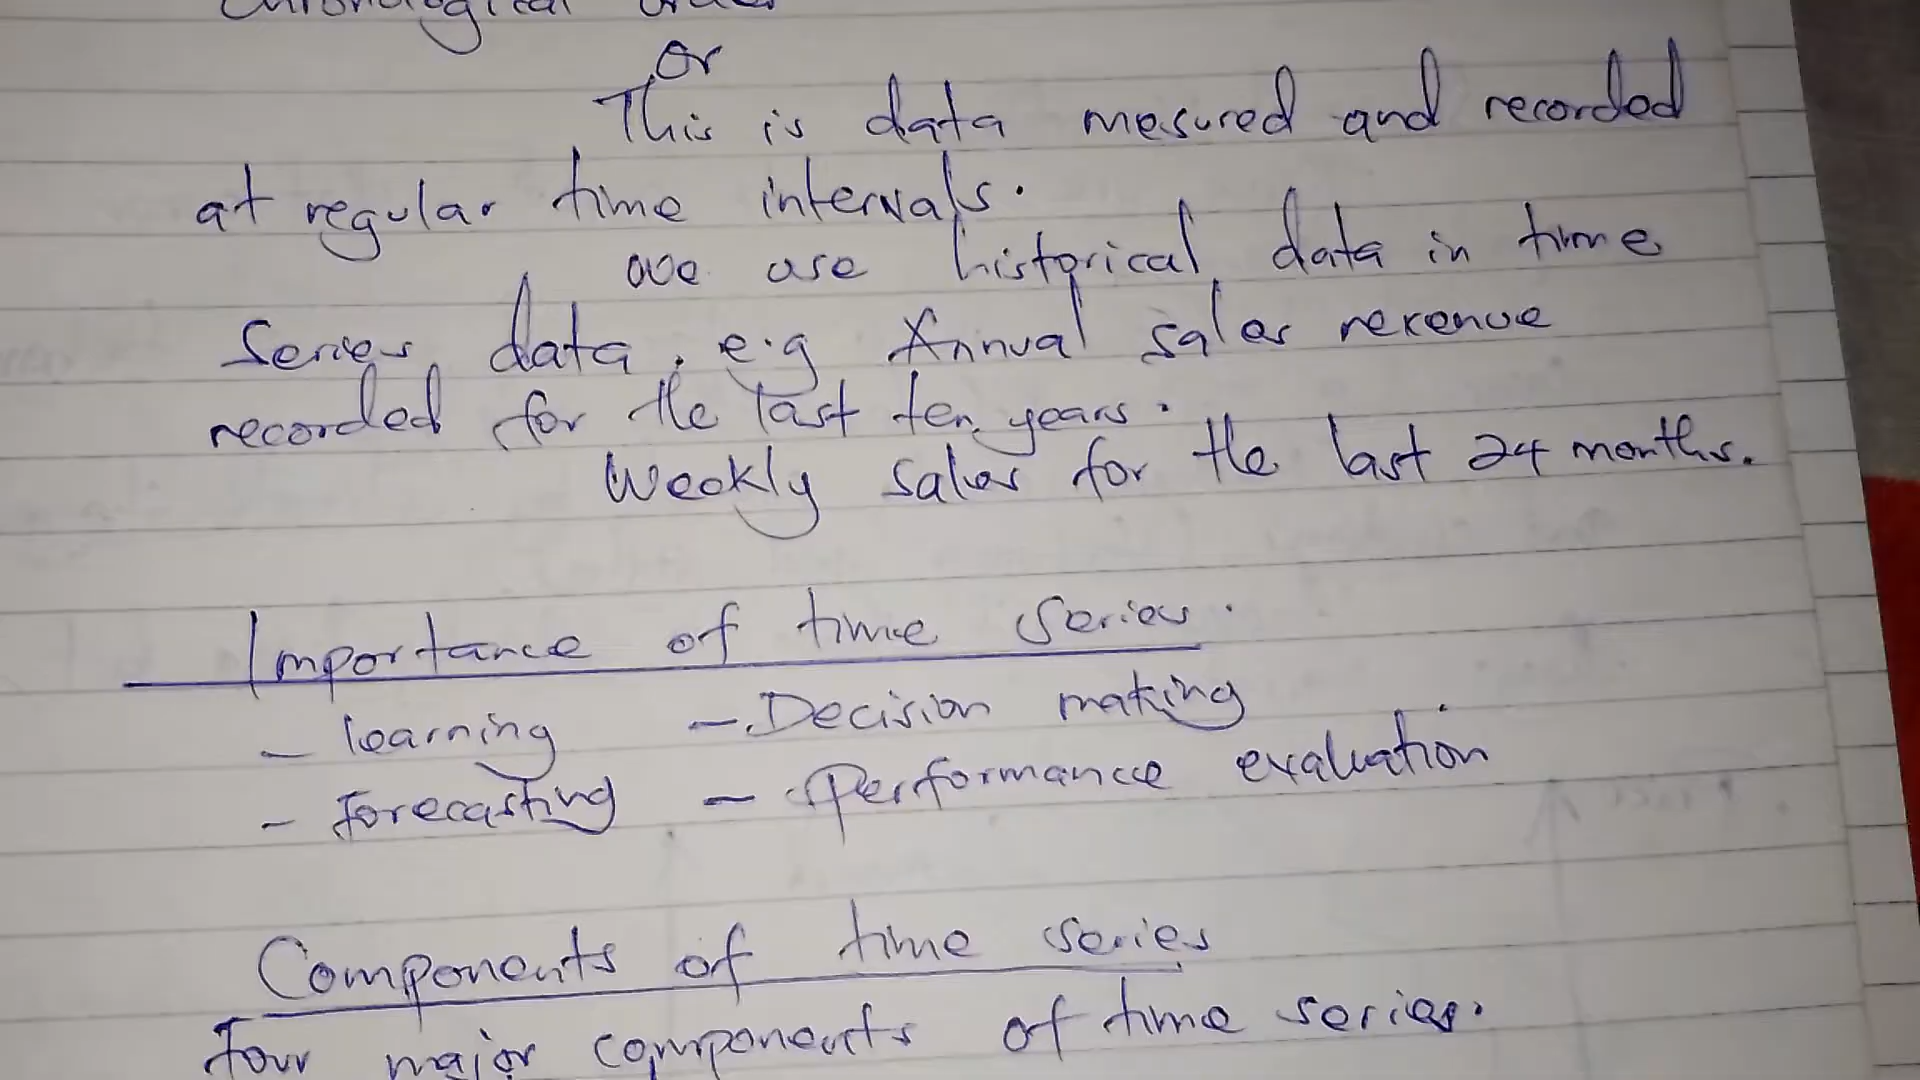 chronological order
Or
This is data mesured and recorded
at regular time intervals.
we use historical data in time
Series data. e.g Annual sales revenue
recorded for the last ten years.
Weekly sales for the last 24 months.
Importance of time series.
- learning - Decision making
- forecasting - Performance evaluation
Components of time series
four major components of time series.